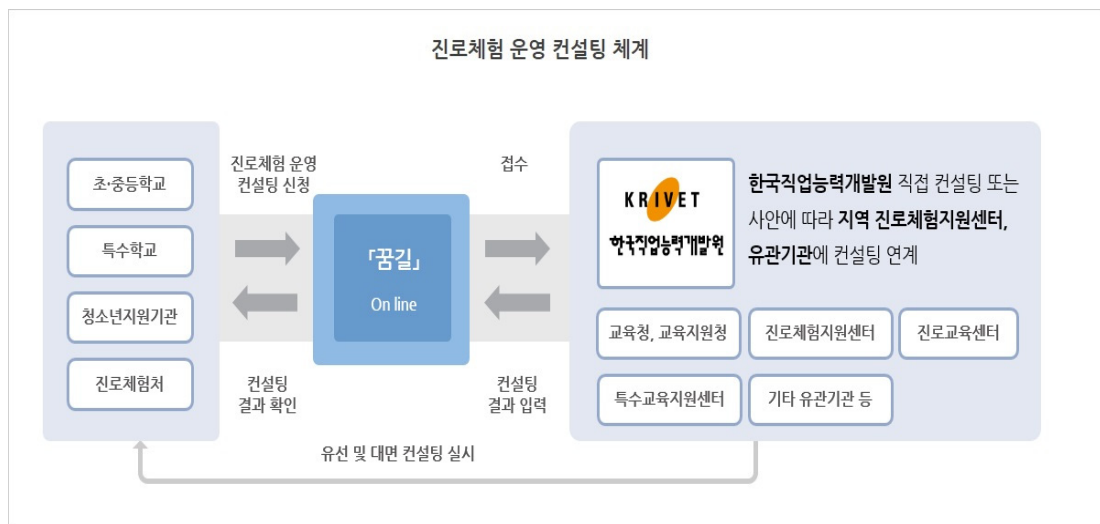 진로체험 운영 컨설팅 체계
초·중등학교
특수학교
청소년지원기관
진로체험처
진로체험 운영
컨설팅 신청
컨설팅
결과 확인
「꿈길」
On line
접수
컨설팅
결과 입력
KRIVET
한국직업능력개발원
한국직업능력개발원 직접 컨설팅 또는
사안에 따라 지역 진로체험지원센터,
유관기관에 컨설팅 연계
교육청, 교육지원청
진로체험지원센터
진로교육센터
특수교육지원센터
기타 유관기관 등
유선 및 대면 컨설팅 실시